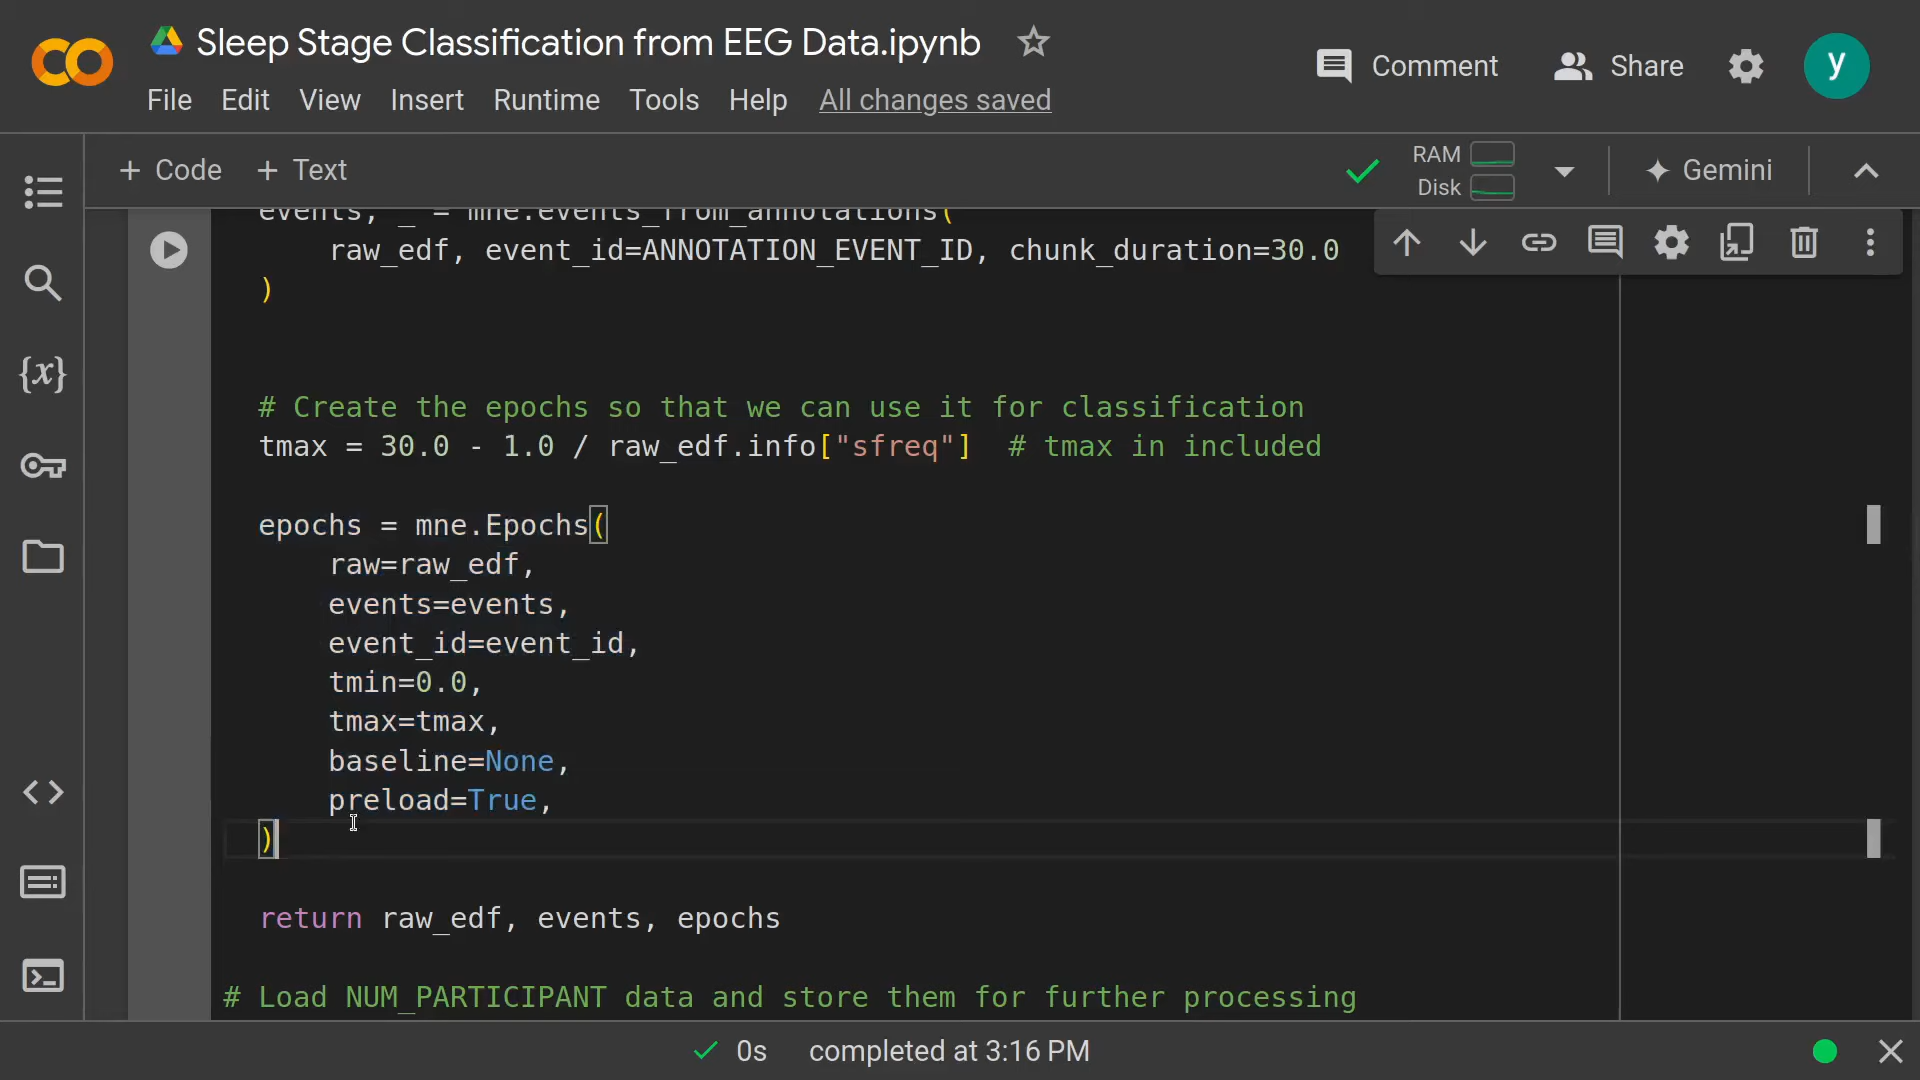 Sleep Stage Classification from EEG Data.ipynb
Comment
Share
y
File Edit View Insert Runtime Tools Help All changes saved
+ Code + Text
RAM
Disk
Gemini
events, _ = mne.events_from_annotations(
raw_edf, event_id=ANNOTATION_EVENT_ID, chunk_duration=30.0
)
# Create the epochs so that we can use it for classification
tmax = 30.0 - 1.0 / raw_edf.info["sfreq"]  # tmax in included
epochs = mne.Epochs(
raw=raw_edf,
events=events,
event_id=event_id,
tmin=0.0,
tmax=tmax,
baseline=None,
preload=True,
)
return raw_edf, events, epochs
# Load NUM_PARTICIPANT data and store them for further processing
0s completed at 3:16 PM